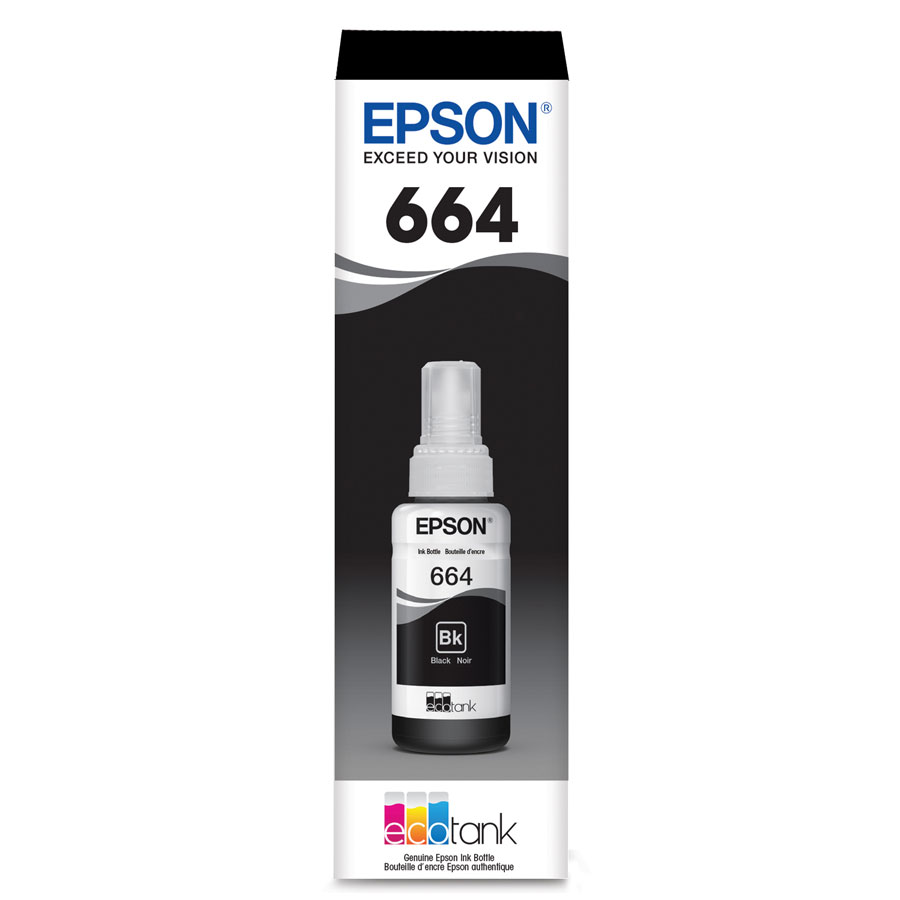 EPSON®
EXCEED YOUR VISION
664
EPSON®
Ink Bottle Bouteille d'encre
664
Bk
Black Noir
ecotank
ecotank
Genuine Epson Ink Bottle
Bouteille d'encre Epson authentique